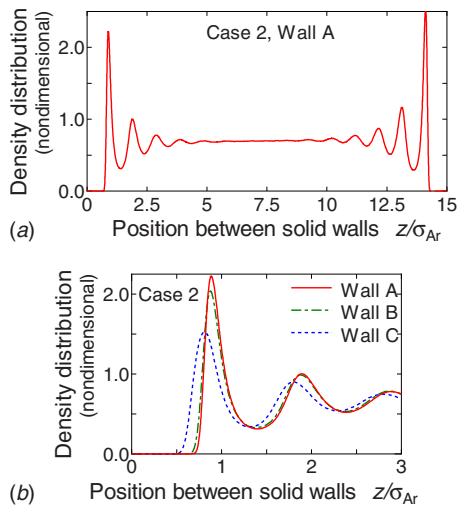 Case 2, Wall A
Density distribution
(nondimensional)
2.0
1.0
0.0
0 2.5 5 7.5 10 12.5 15
(a) Position between solid walls z/σAr
Case 2
Wall A
Wall B
Wall C
Density distribution
(nondimensional)
2.0
1.0
0.0
0 1 2 3
(b) Position between solid walls z/σAr